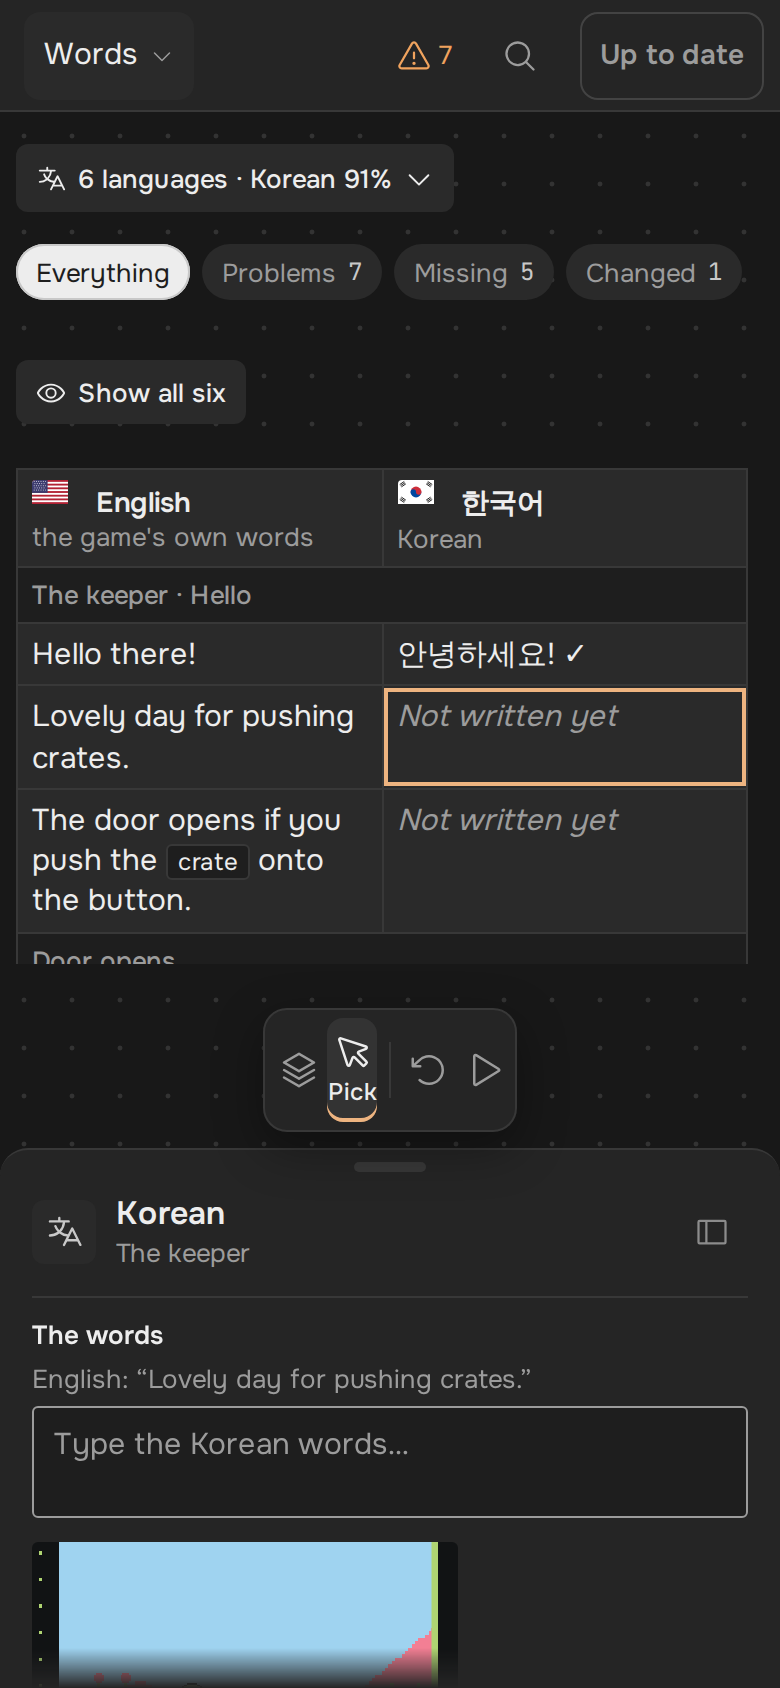 Words
7
Up to date
6 languages · Korean 91%
Everything
Problems 7
Missing 5
Changed 1
Show all six
English
the game's own words
한국어
Korean
The keeper · Hello
Hello there!
안녕하세요! ✓
Lovely day for pushing
crates.
Not written yet
The door opens if you
push the crate onto
the button.
Not written yet
Door opens
Pick
Korean
The keeper
The words
English: “Lovely day for pushing crates.”
Type the Korean words...